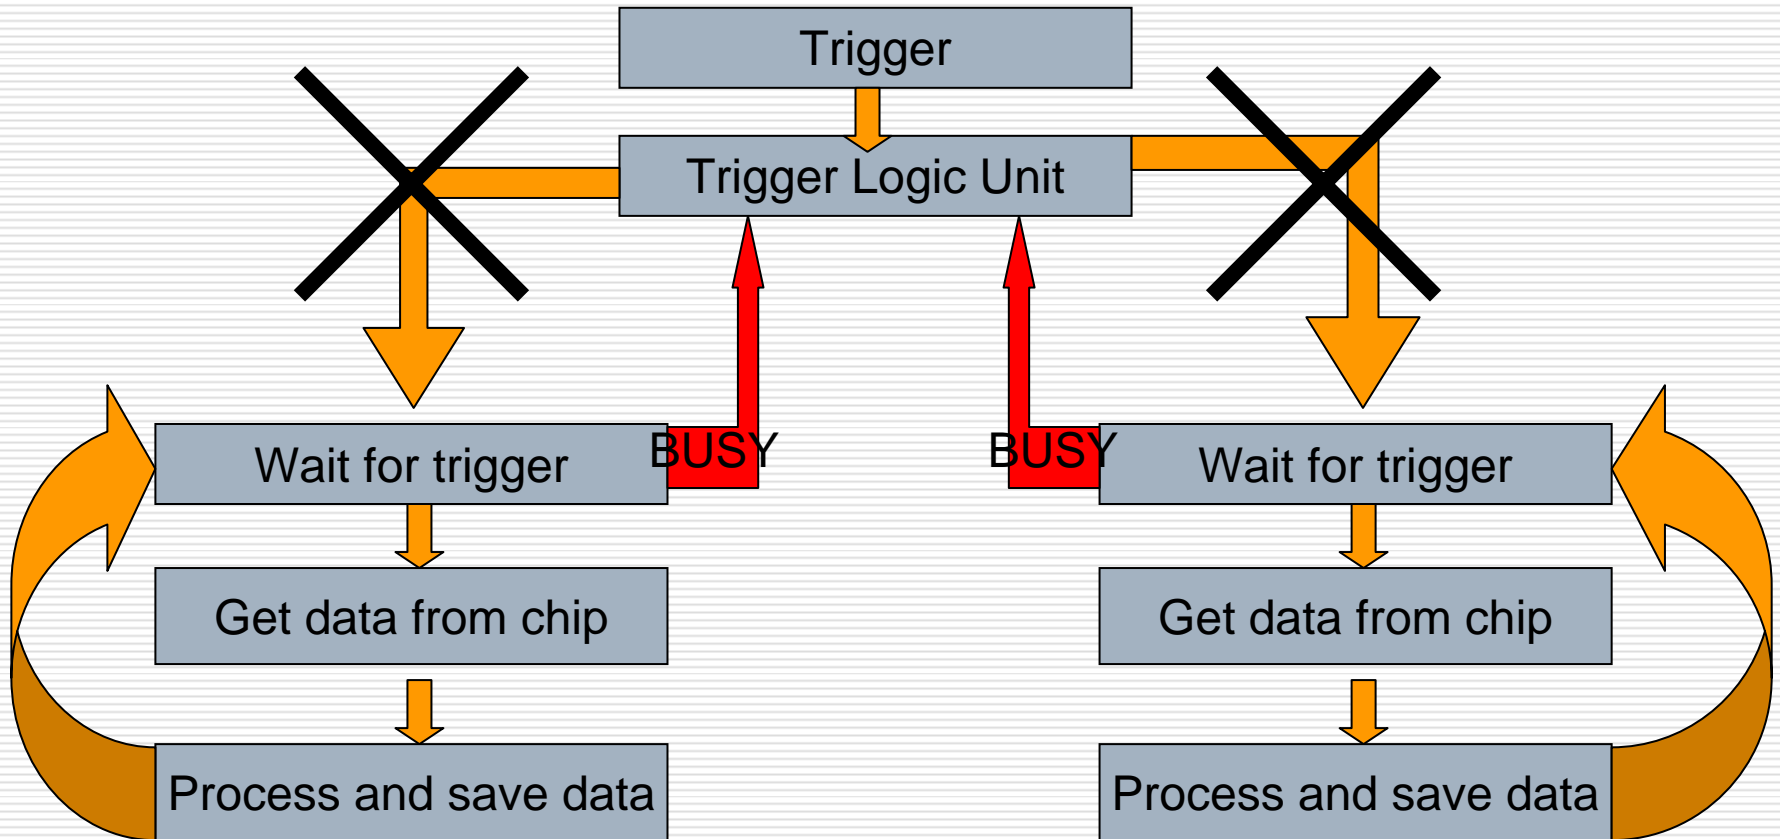 Trigger
Trigger Logic Unit
Wait for trigger
BUSY
BUSY
Wait for trigger
Get data from chip
Get data from chip
Process and save data
Process and save data